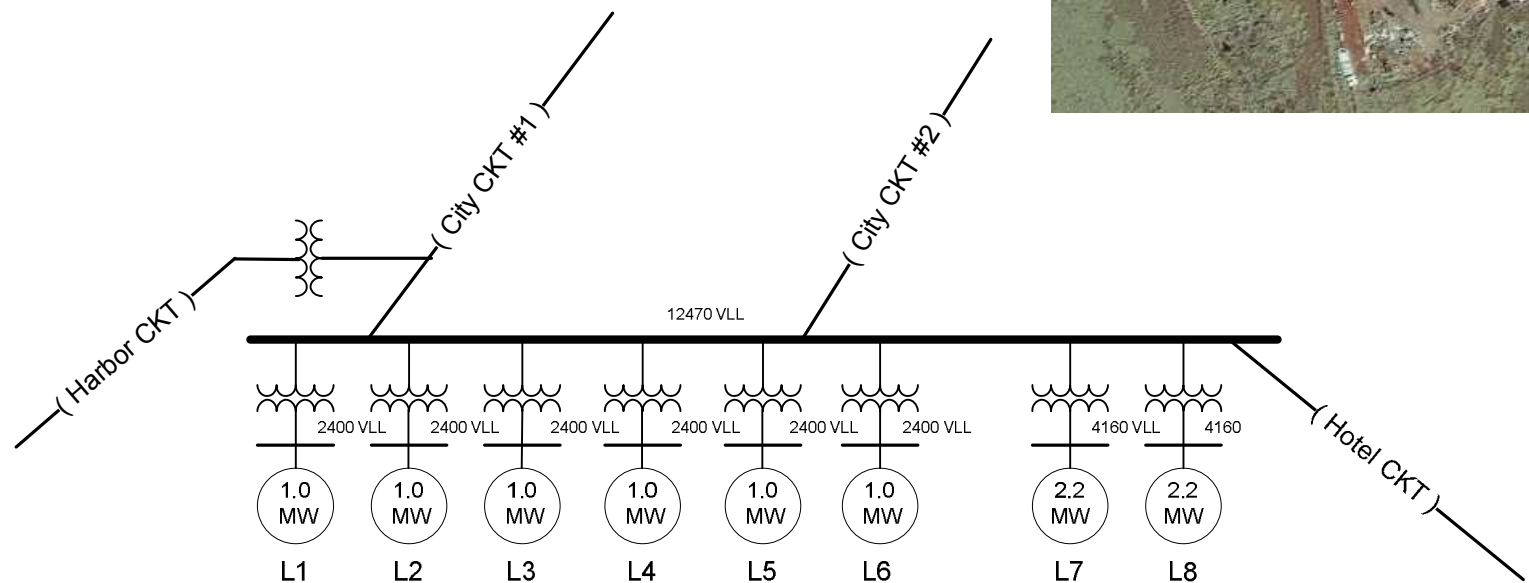 ( City CKT #1 )
( City CKT #2 )
( Harbor CKT )
12470 VLL
2400 VLL
2400 VLL
2400 VLL
2400 VLL
2400 VLL
2400 VLL
4160 VLL
4160
( Hotel CKT )
1.0
MW
1.0
MW
1.0
MW
1.0
MW
1.0
MW
1.0
MW
2.2
MW
2.2
MW
L1
L2
L3
L4
L5
L6
L7
L8